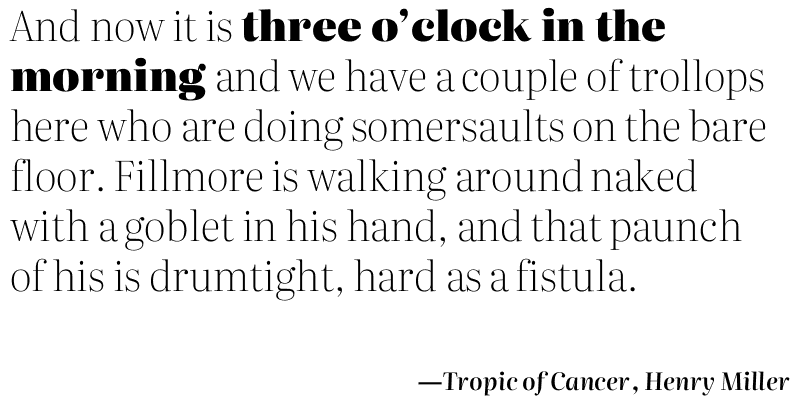 And now it is three o’clock in the
morning and we have a couple of trollops
here who are doing somersaults on the bare
floor. Fillmore is walking around naked
with a goblet in his hand, and that paunch
of his is drumtight, hard as a fistula.
—Tropic of Cancer, Henry Miller